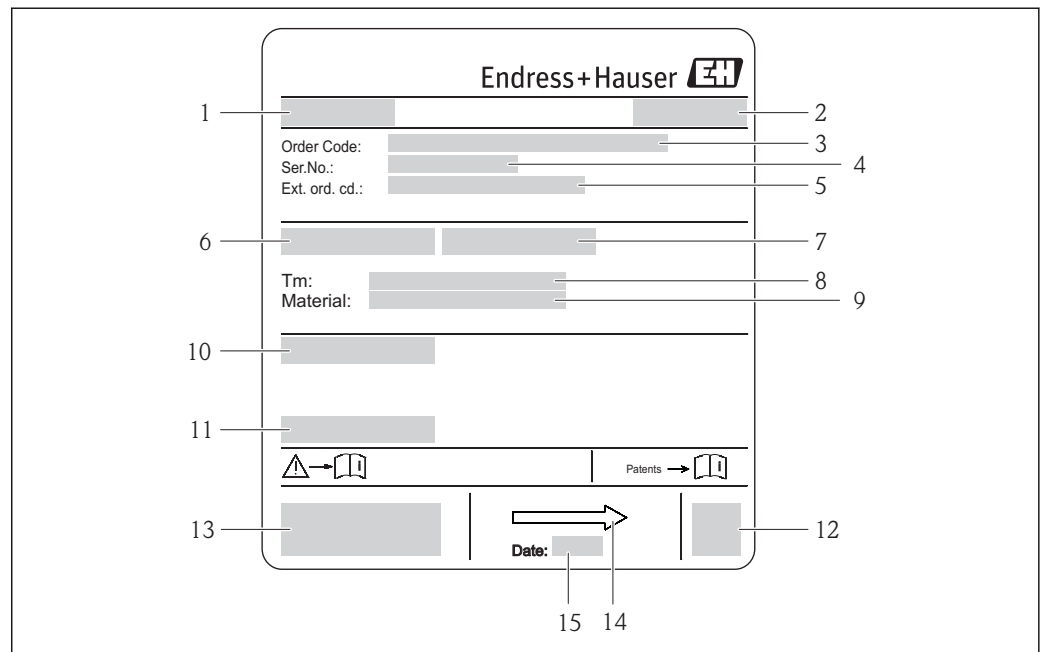 Endress+Hauser EH
1 2
Order Code: 3
Ser.No.: 4
Ext. ord. cd.: 5
6 7
Tm: 8
Material: 9
10
11
Patents
13 12
Date:
15 14